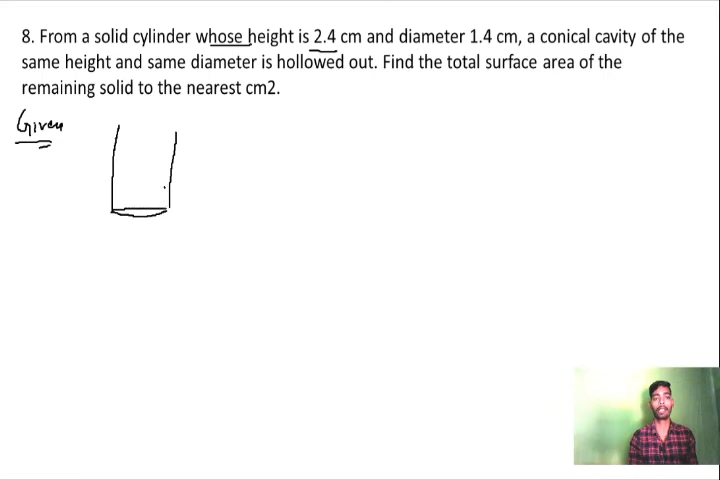 8. From a solid cylinder whose height is 2.4 cm and diameter 1.4 cm, a conical cavity of the
same height and same diameter is hollowed out. Find the total surface area of the
remaining solid to the nearest cm2.
Given